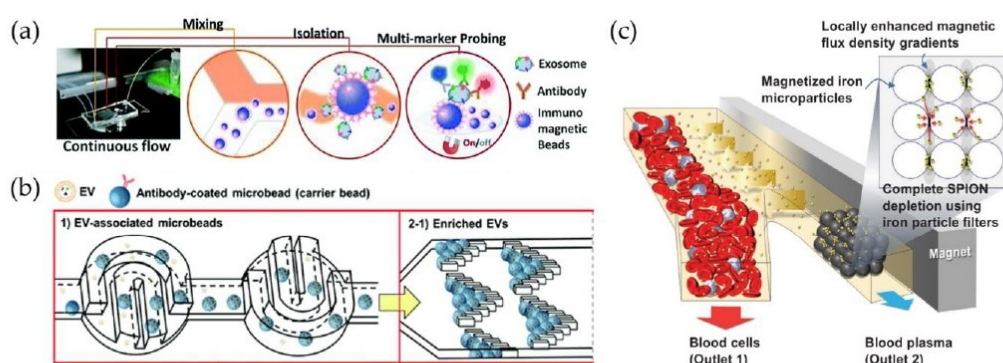 (a)
Mixing
Isolation
Multi-marker Probing
Exosome
Antibody
Immuno
magnetic
Beads
On/off
Continuous flow
(b)
EV
Antibody-coated microbead (carrier bead)
1) EV-associated microbeads
2-1) Enriched EVs
(c)
Locally enhanced magnetic
flux density gradients
Magnetized iron
microparticles
Complete SPION
depletion using
iron particle filters
Magnet
Blood cells
(Outlet 1)
Blood plasma
(Outlet 2)